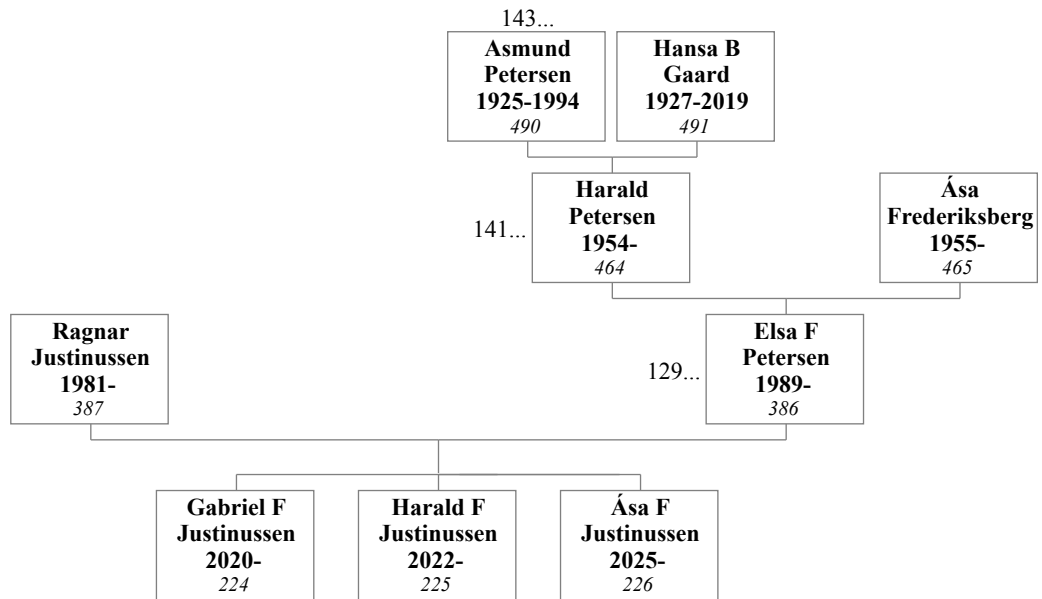 143...
Asmund
Petersen
1925-1994
490
Hansa B
Gaard
1927-2019
491
141...
Harald
Petersen
1954-
464
Ása
Frederiksberg
1955-
465
Ragnar
Justinussen
1981-
387
129...
Elsa F
Petersen
1989-
386
Gabriel F
Justinussen
2020-
224
Harald F
Justinussen
2022-
225
Ása F
Justinussen
2025-
226